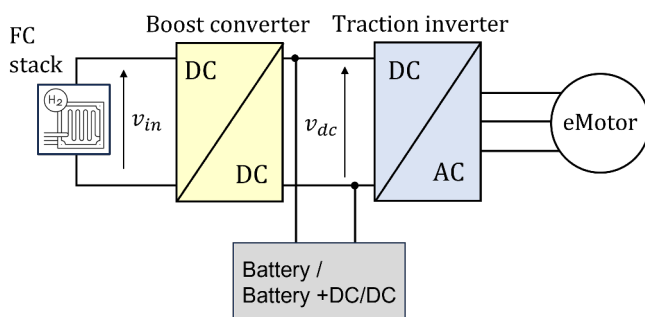 Boost converter
Traction inverter
FC
stack
H₂
v_in
DC
DC
v_dc
DC
AC
eMotor
Battery /
Battery +DC/DC